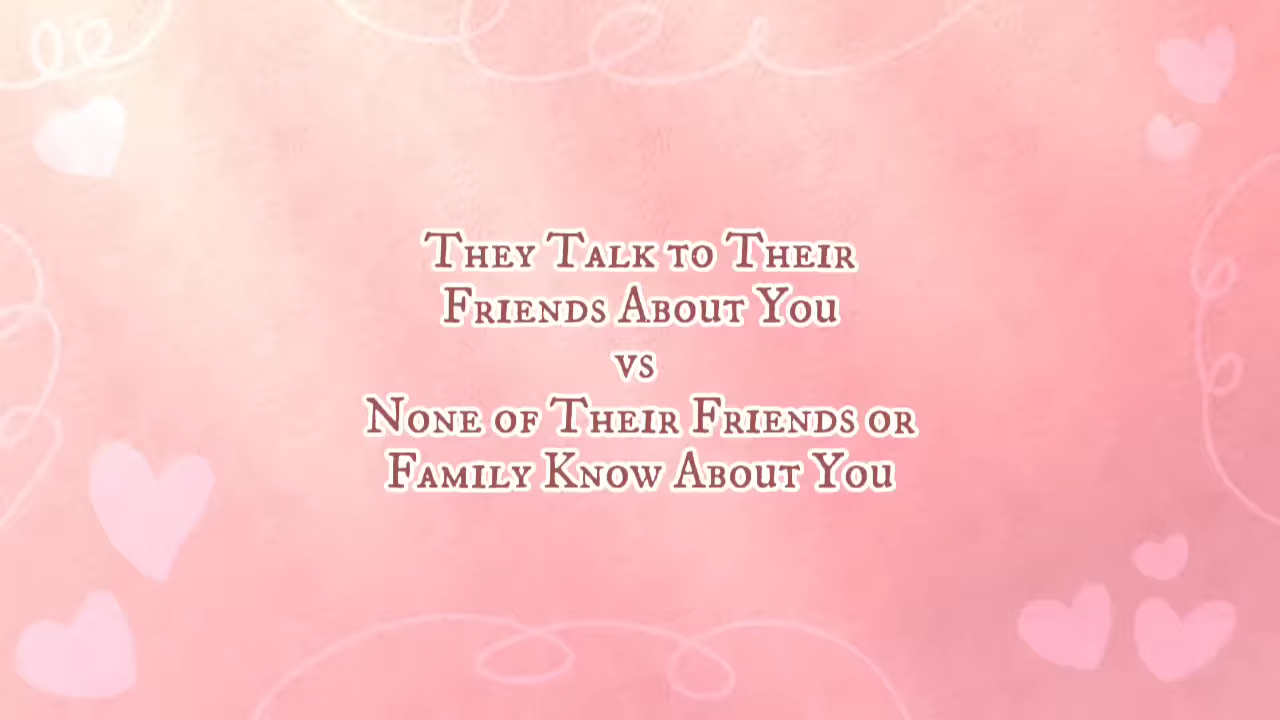 They Talk to Their
Friends About You
vs
None of Their Friends or
Family Know About You